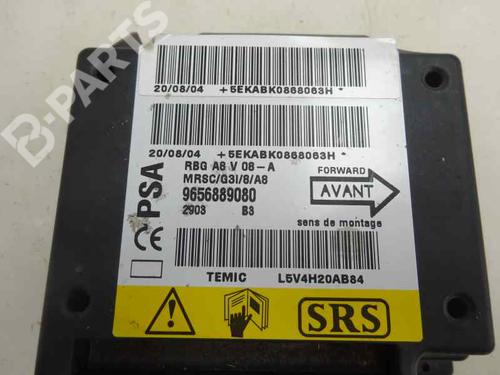 B-PARTS
20/08/04 +5EKABK0868063H*
20/08/04 +5EKABK0868063H*
PSA
RBG A8 V 08-A
MRSC/G3I/8/A8
9656889080
2903 B3
FORWARD
AVANT
sens de montage
TEMIC L5V4H20AB84
SRS